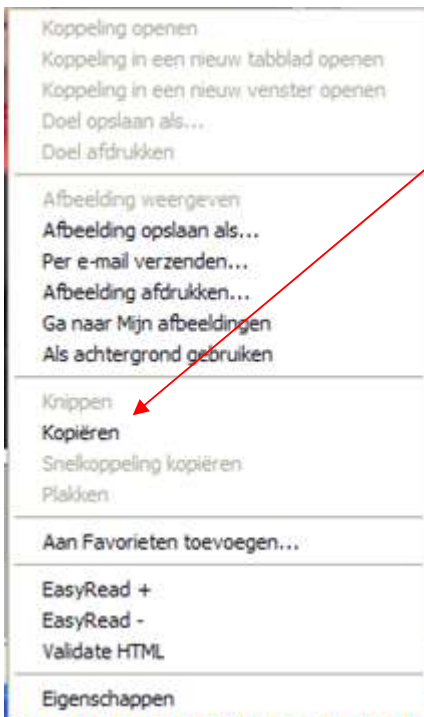 Koppeling openen
Koppeling in een nieuw tabblad openen
Koppeling in een nieuw venster openen
Doel opslaan als...
Doel afdrukken
Afbeelding weergeven
Afbeelding opslaan als...
Per e-mail verzenden...
Afbeelding afdrukken...
Ga naar Mijn afbeeldingen
Als achtergrond gebruiken
Knippen
Kopiëren
Snelkoppeling kopiëren
Plakken
Aan Favorieten toevoegen...
EasyRead +
EasyRead -
Validate HTML
Eigenschappen